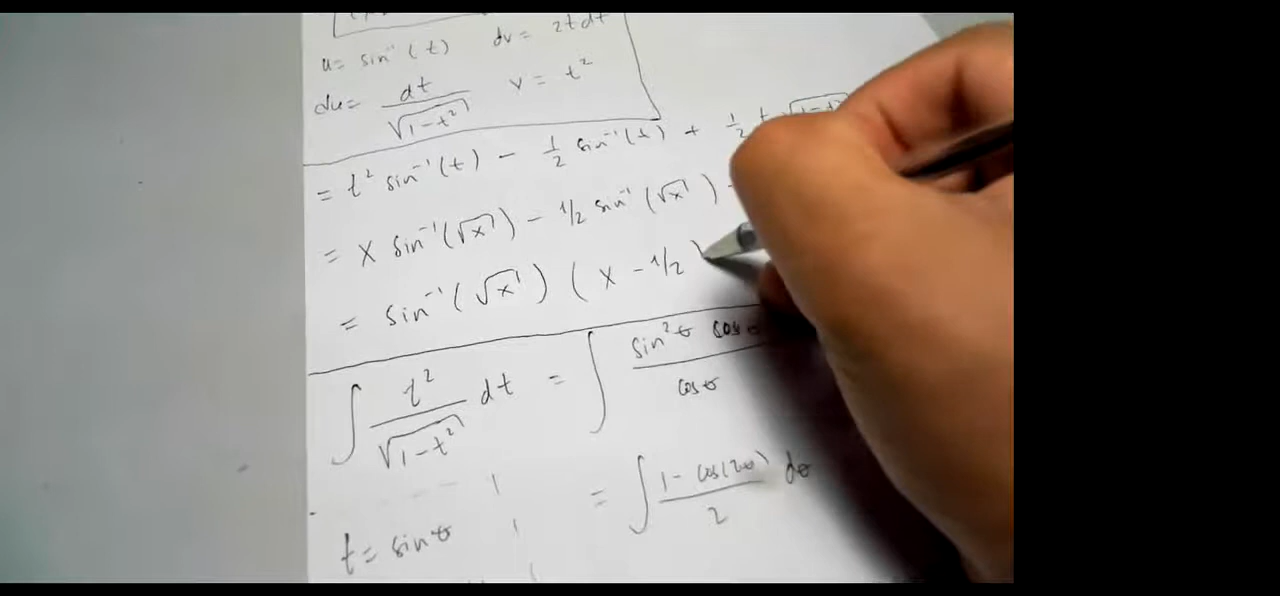 u= sin⁻¹(t) dv= 2t dt
du= dt/√(1-t²) v= t²
= t² sin⁻¹(t) - 1/2 sin⁻¹(t) + 1/2 t
= x sin⁻¹(√x) - 1/2 sin⁻¹(√x)
= sin⁻¹(√x) (x - 1/2)
∫ t²/√(1-t²) dt = ∫ sin²θ cosθ/cosθ
= ∫ (1-cos(2θ))/2 dθ
t= sinθ